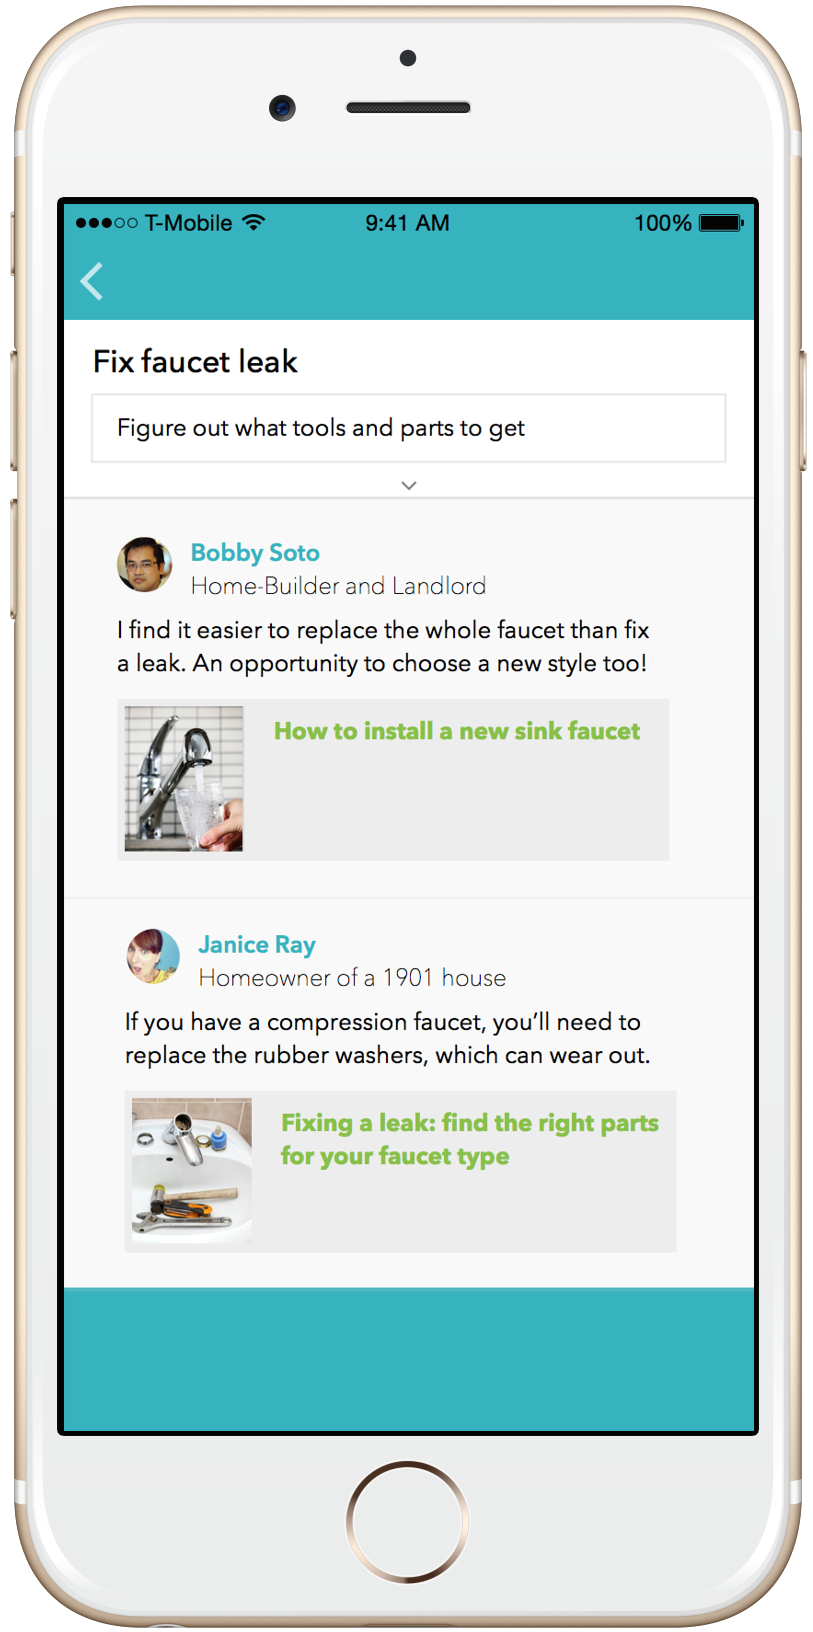 T-Mobile 9:41 AM 100%
Fix faucet leak
Figure out what tools and parts to get
Bobby Soto
Home-Builder and Landlord
I find it easier to replace the whole faucet than fix
a leak. An opportunity to choose a new style too!
How to install a new sink faucet
Janice Ray
Homeowner of a 1901 house
If you have a compression faucet, you’ll need to
replace the rubber washers, which can wear out.
Fixing a leak: find the right parts
for your faucet type